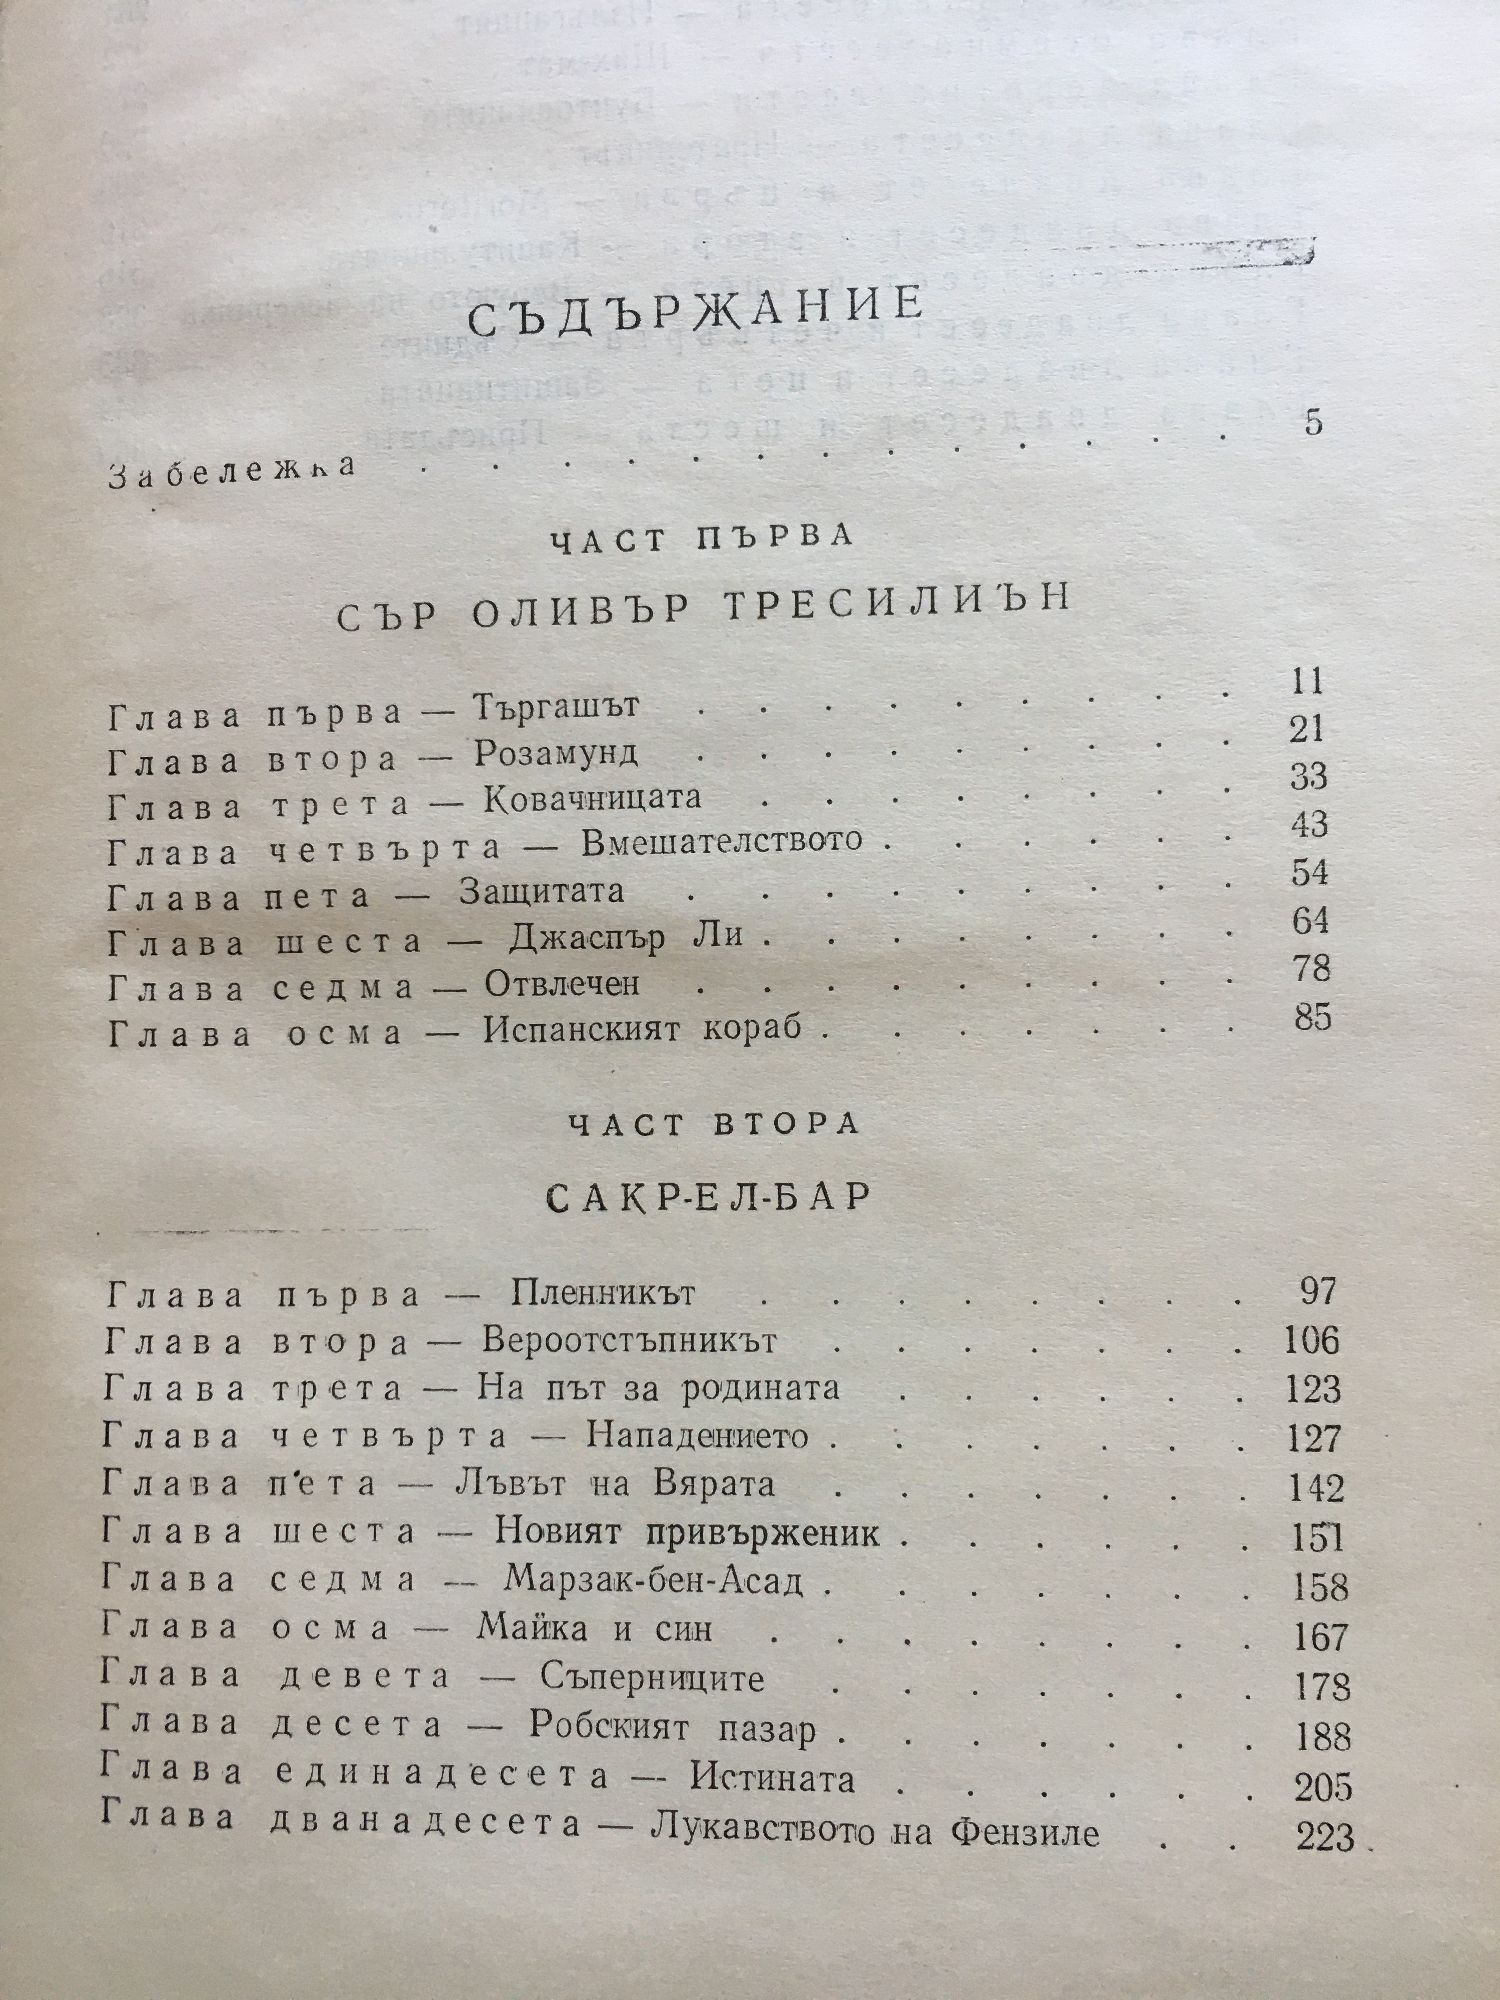 СЪДЪРЖАНИЕ
Забележка . . . . . . . . . . . . . 5
ЧАСТ ПЪРВА
СЪР ОЛИВЪР ТРЕСИЛИЪН
Глава първа — Търгашът . . . . . . . . . 11
Глава втора — Розамунд . . . . . . . . . 21
Глава трета — Ковачницата . . . . . . . . 33
Глава четвърта — Вмешателството . . . . . . 43
Глава пета — Защитата . . . . . . . . . 54
Глава шеста — Джаспър Ли . . . . . . . . 64
Глава седма — Отвлечен . . . . . . . . . 78
Глава осма — Испанският кораб . . . . . . . 85
ЧАСТ ВТОРА
САКР-ЕЛ-БАР
Глава първа — Пленникът . . . . . . . . 97
Глава втора — Вероотстъпникът . . . . . . . 106
Глава трета — На път за родината . . . . . . 123
Глава четвърта — Нападението . . . . . . . 127
Глава пета — Лъвът на Вярата . . . . . . . 142
Глава шеста — Новият привърженик . . . . . . 151
Глава седма — Марзак-бен-Асад . . . . . . . 158
Глава осма — Майка и син . . . . . . . . 167
Глава девета — Съперниците . . . . . . . 178
Глава десета — Робският пазар . . . . . . . 188
Глава единадесета — Истината . . . . . . 205
Глава дванадесета — Лукавството на Фензиле . . 223